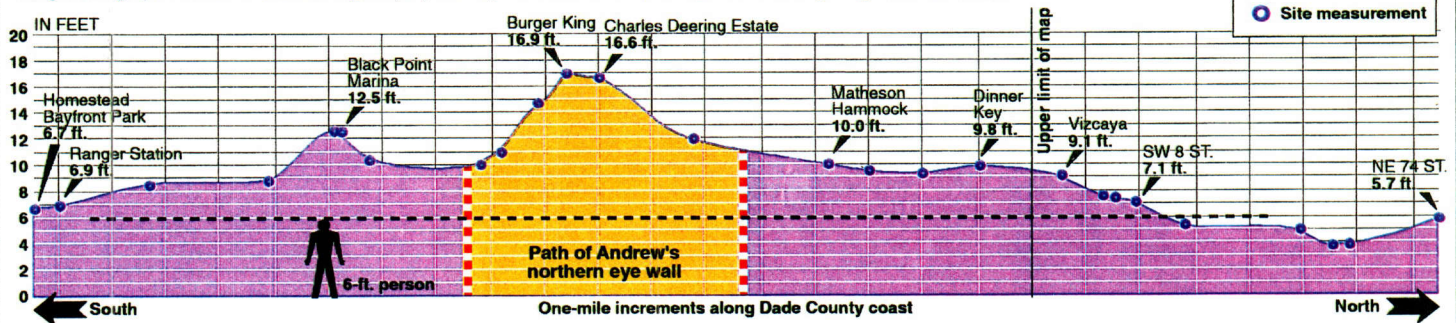 IN FEET
20
18
16
14
12
10
8
6
4
2
0
Homestead
Bayfront Park
6.7 ft.
Ranger Station
6.9 ft.
Black Point
Marina
12.5 ft.
Burger King
16.9 ft.
Charles Deering Estate
16.6 ft.
Matheson
Hammock
10.0 ft.
Dinner
Key
9.8 ft.
Upper limit of map
Vizcaya
9.1 ft.
SW 8 ST.
7.1 ft.
NE 74 ST.
5.7 ft.
Site measurement
6-ft. person
Path of Andrew's
northern eye wall
South
One-mile increments along Dade County coast
North